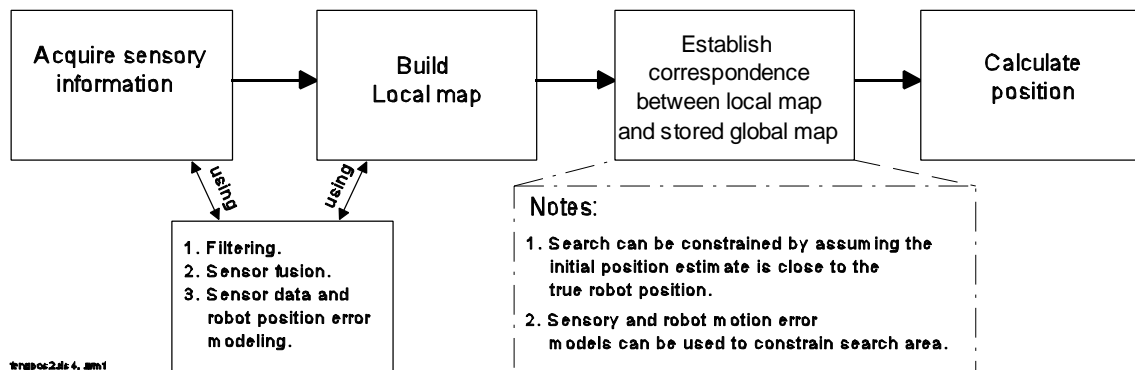 Acquire sensory
information
Build
Local map
Establish
correspondence
between local map
and stored global map
Calculate
position
using
using
1. Filtering.
2. Sensor fusion.
3. Sensor data and
robot position error
modeling.
Notes:
1. Search can be constrained by assuming the
initial position estimate is close to the
true robot position.
2. Sensory and robot motion error
models can be used to constrain search area.